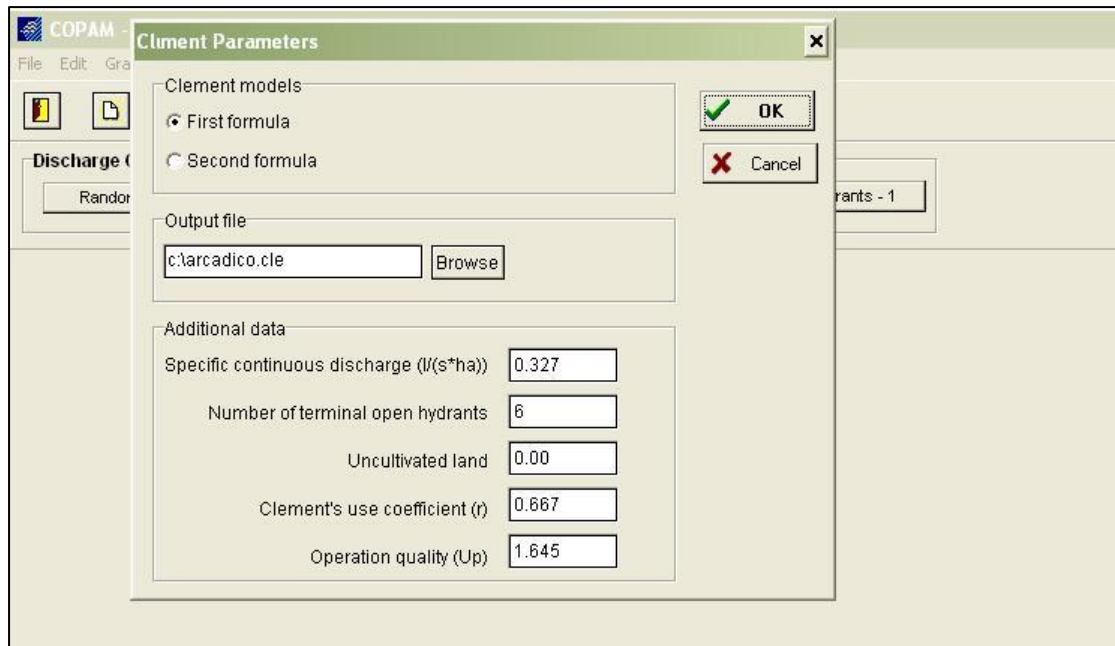 COPAM -
Climent Parameters
File Edit Gra
Clement models
First formula
Second formula
OK
Cancel
Discharge (
Randor
rants - 1
Output file
c:\arcadico.cle
Browse
Additional data
Specific continuous discharge (l/(s*ha)) 0.327
Number of terminal open hydrants 6
Uncultivated land 0.00
Clement's use coefficient (r) 0.667
Operation quality (Up) 1.645